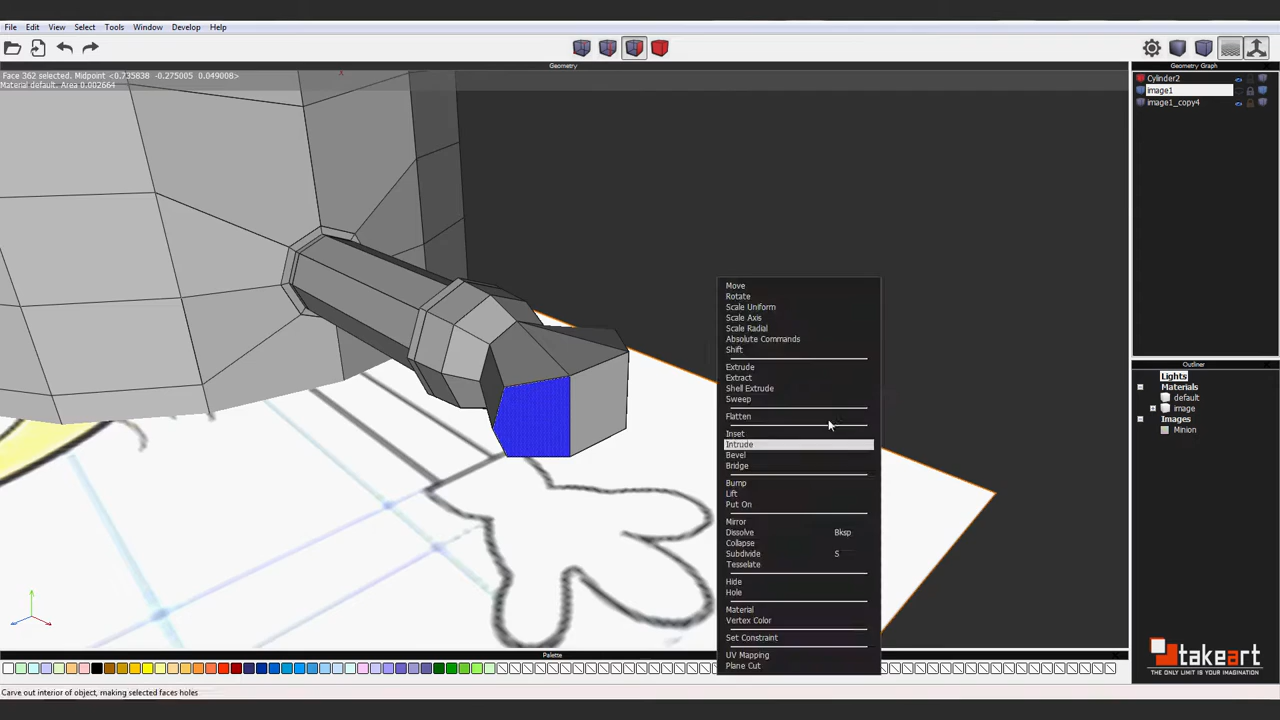 File Edit View Select Tools Window Develop Help
Geometry
Geometry Graph
Face 362 selected. Midpoint <0.735838 -0.275005 0.049008>
Material default. Area 0.002664
Cylinder2
image1
image1_copy4
Move
Rotate
Scale Uniform
Scale Axis
Scale Radial
Absolute Commands
Shift
Extrude
Extract
Shell Extrude
Sweep
Flatten
Inset
Intrude
Bevel
Bridge
Bump
Lift
Put On
Mirror
Dissolve Bksp
Collapse
Subdivide S
Tesselate
Hide
Hole
Material
Vertex Color
Set Constraint
UV Mapping
Plane Cut
Outliner
Lights
default
Materials
image
Images
Minion
takeart
THE ONLY LIMIT IS YOUR IMAGINATION
Palette
Carve out interior of object, making selected faces holes